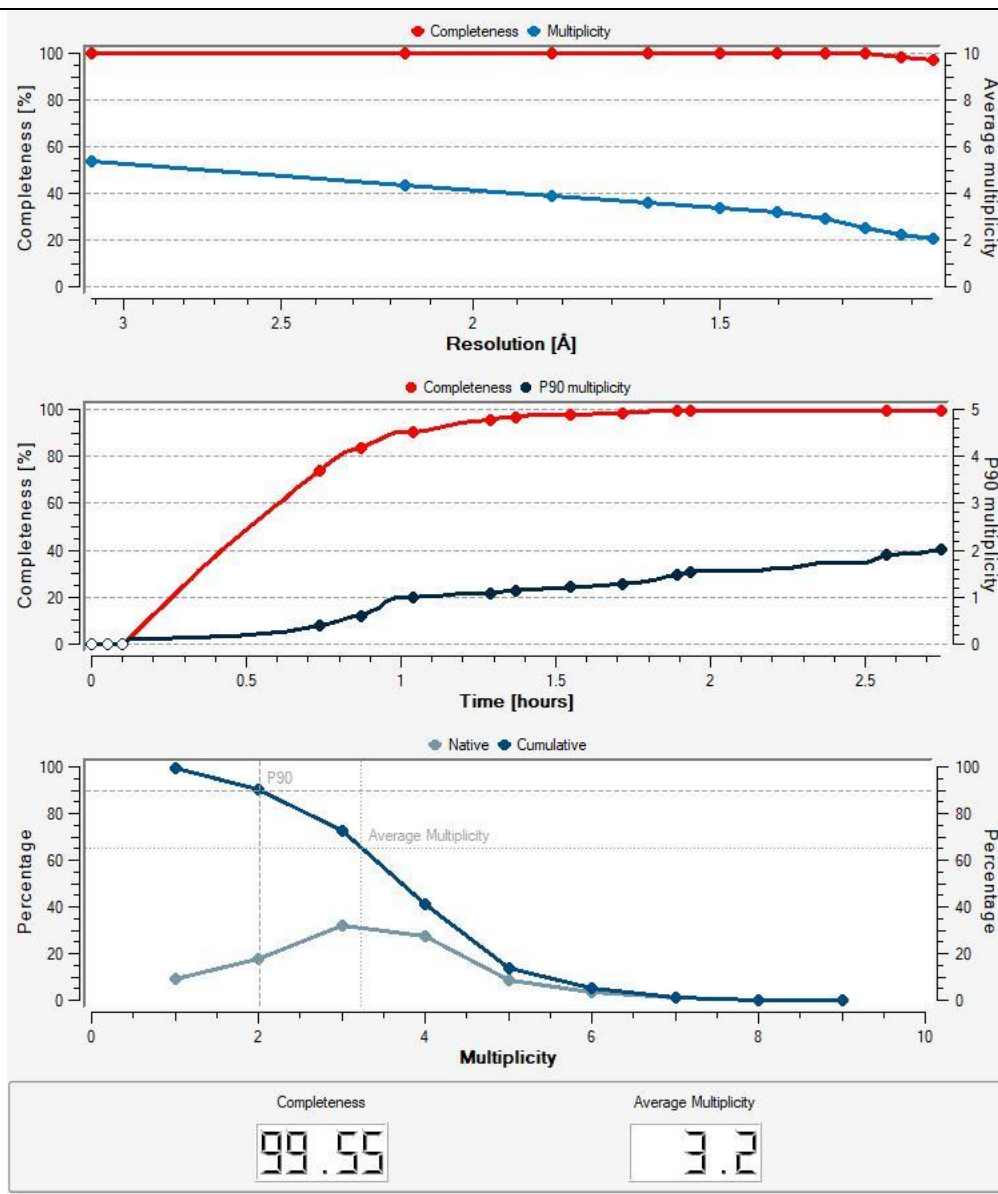 Completeness Multiplicity
100 10
80 8
60 6
40 4
20 2
0 0
Completeness [%]
Average multiplicity
3 2.5 2 1.5
Resolution [Å]
Completeness P90 multiplicity
100 5
80 4
60 3
40 2
20 1
0 0
Completeness [%]
P90 multiplicity
0 0.5 1 1.5 2 2.5
Time [hours]
Native Cumulative
100 100
80 80
60 60
40 40
20 20
0 0
Percentage
Percentage
P90
Average Multiplicity
0 2 4 6 8 10
Multiplicity
Completeness Average Multiplicity
99.55 3.2